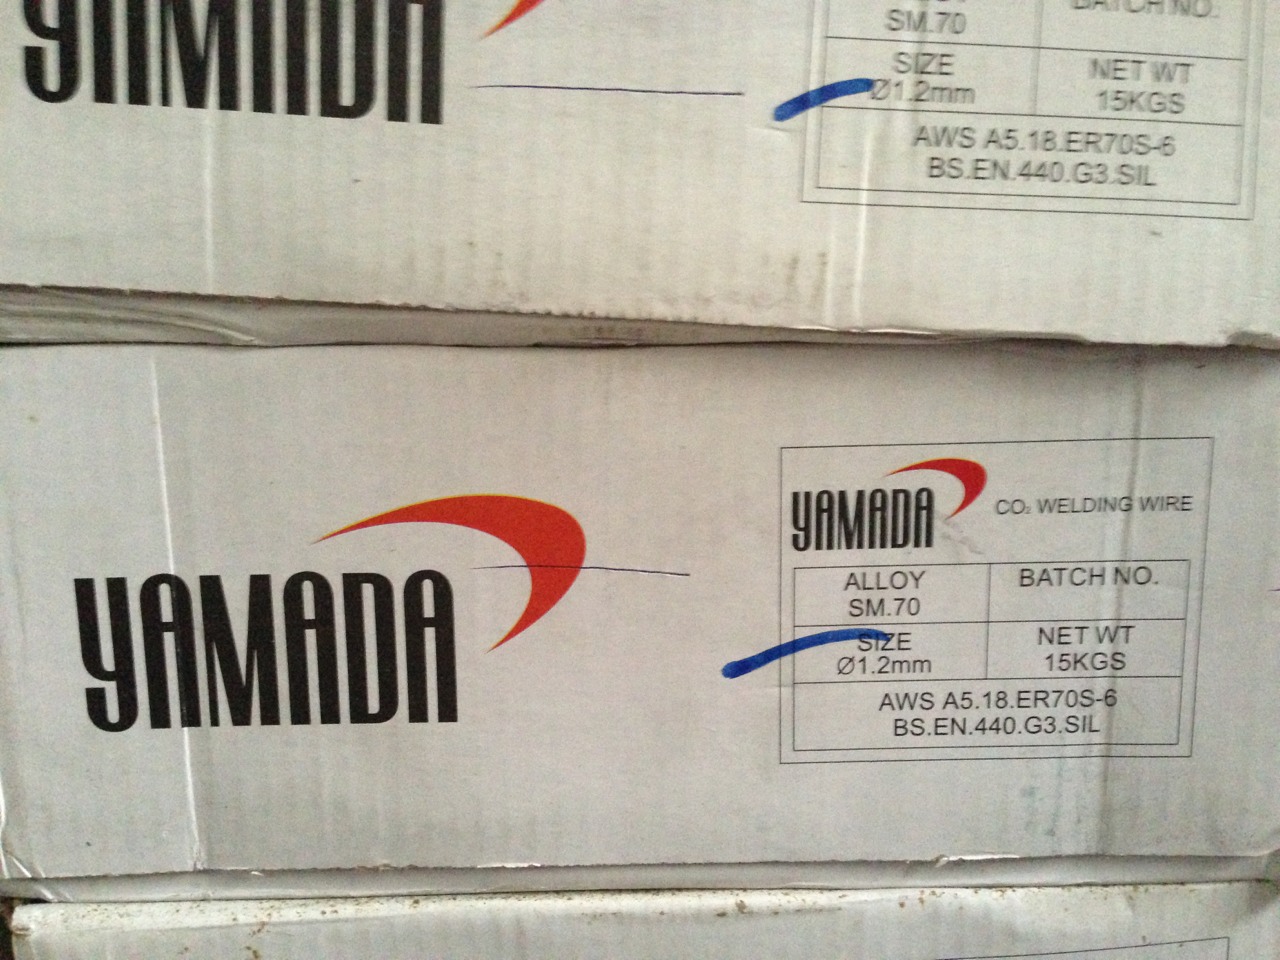 YAMADA
SM.70
BATCH NO.
SIZE
Ø1.2mm
NET WT
15KGS
AWS A5.18.ER70S-6
BS.EN.440.G3.SIL
YAMADA
YAMADA
CO₂ WELDING WIRE
ALLOY
SM.70
BATCH NO.
SIZE
Ø1.2mm
NET WT
15KGS
AWS A5.18.ER70S-6
BS.EN.440.G3.SIL